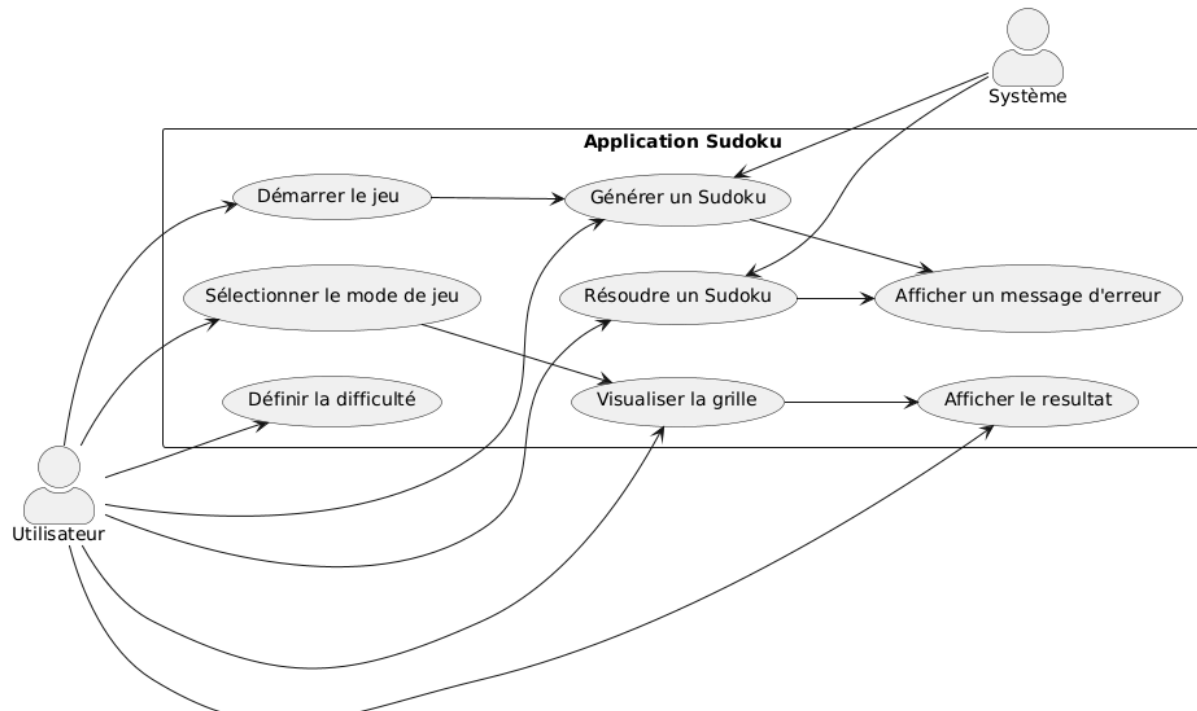 Système
Application Sudoku
Démarrer le jeu
Générer un Sudoku
Sélectionner le mode de jeu
Résoudre un Sudoku
Afficher un message d'erreur
Définir la difficulté
Visualiser la grille
Afficher le resultat
Utilisateur